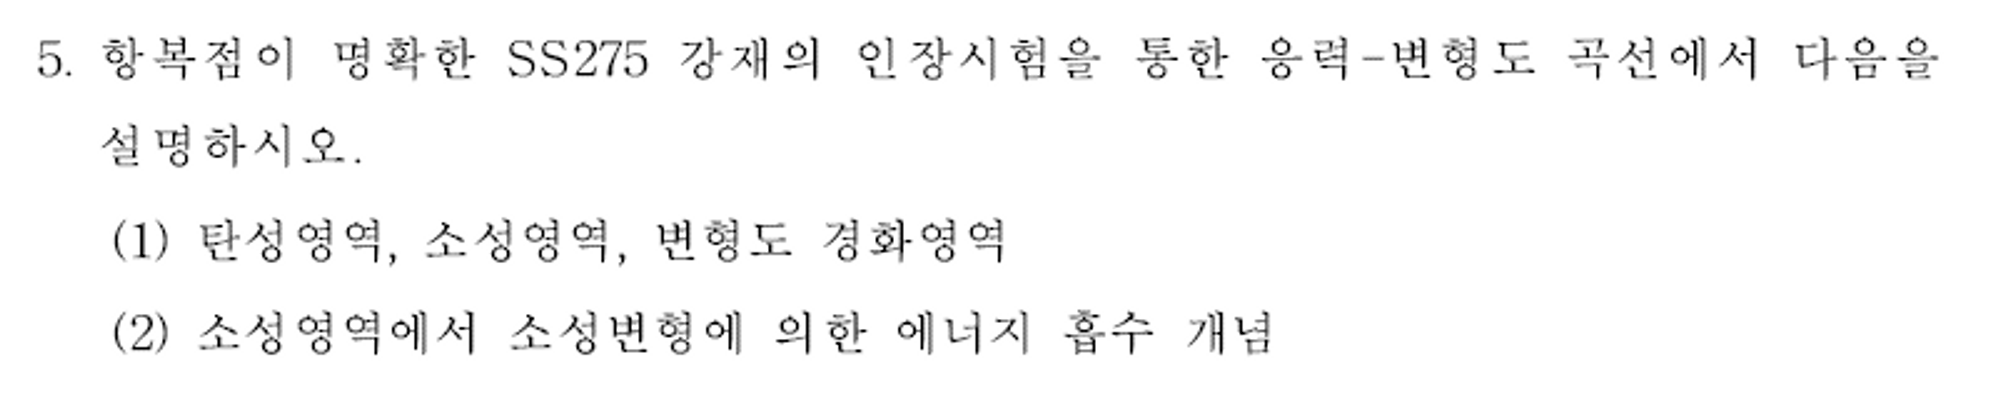 5. 항복점이 명확한 SS275 강재의 인장시험을 통한 응력-변형도 곡선에서 다음을
설명하시오.
(1) 탄성영역, 소성영역, 변형도 경화영역
(2) 소성영역에서 소성변형에 의한 에너지 흡수 개념